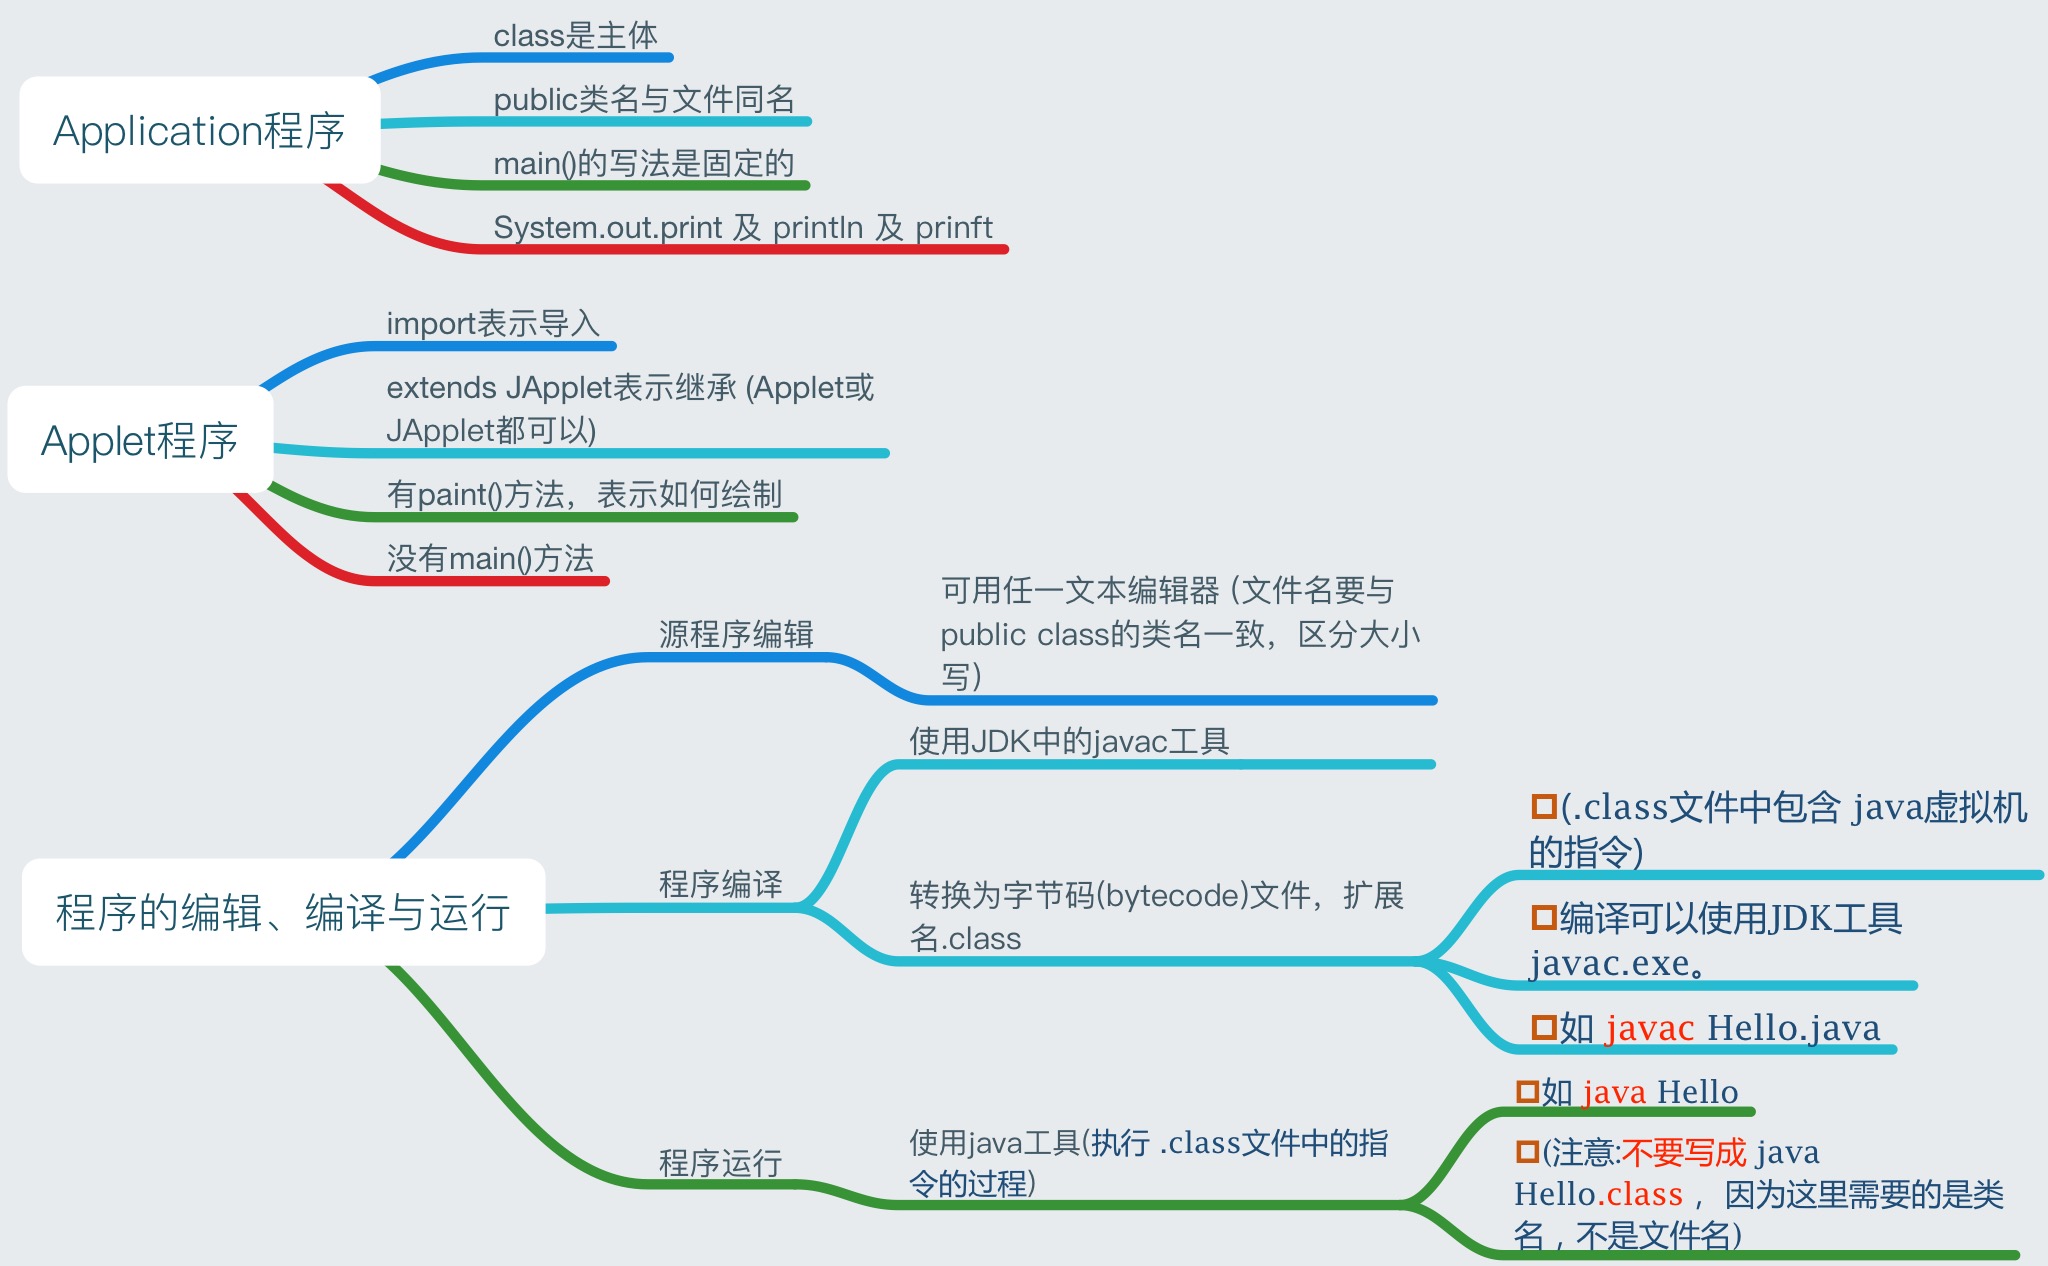 class是主体
public类名与文件同名
Application程序
main()的写法是固定的
System.out.print 及 println 及 prinft
import表示导入
extends JApplet表示继承 (Applet或
JApplet都可以)
Applet程序
有paint()方法，表示如何绘制
没有main()方法
源程序编辑
可用任一文本编辑器 (文件名要与
public class的类名一致，区分大小
写)
使用JDK中的javac工具
程序的编辑、编译与运行
程序编译
转换为字节码(bytecode)文件，扩展
名.class
(.class文件中包含 java虚拟机
的指令)
编译可以使用JDK工具
javac.exe。
如 javac Hello.java
程序运行
使用java工具(执行 .class文件中的指
令的过程)
如 java Hello
(注意:不要写成 java
Hello.class ，因为这里需要的是类
名 , 不是文件名)